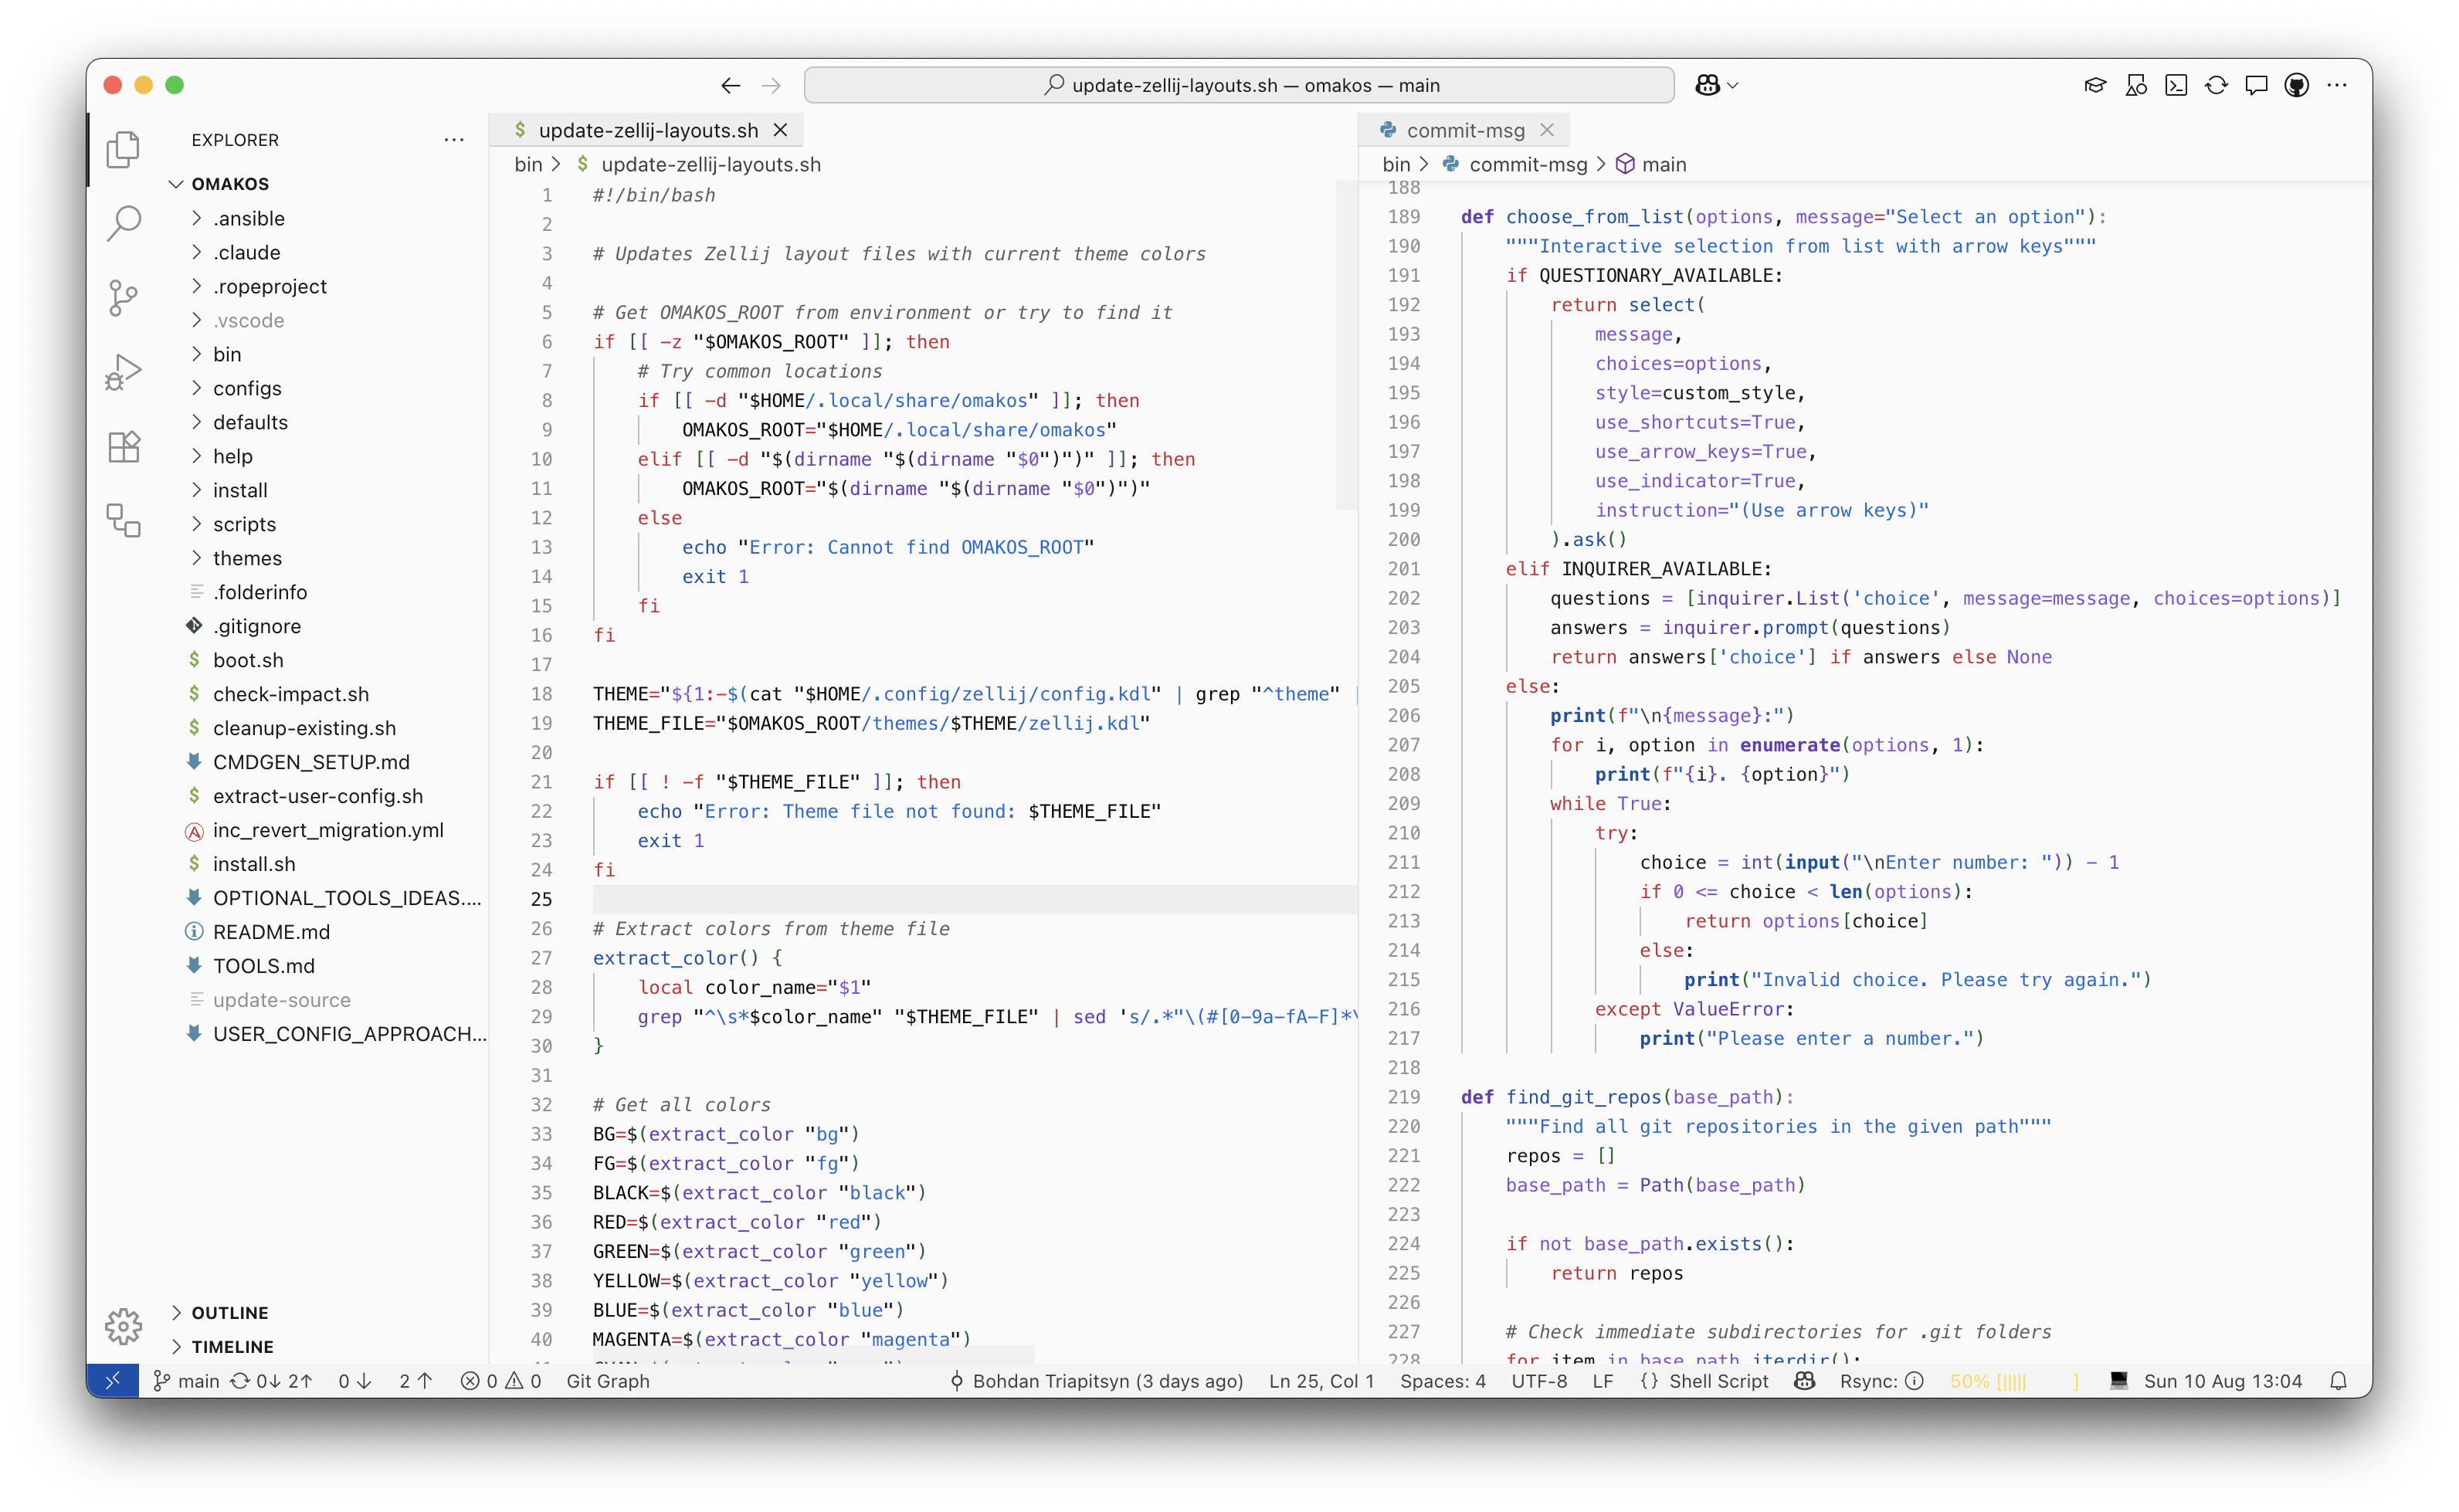 update-zellij-layouts.sh — omakos — main
EXPLORER
OMAKOS
.ansible
.claude
.ropeproject
.vscode
bin
configs
defaults
help
install
scripts
themes
.folderinfo
.gitignore
boot.sh
check-impact.sh
cleanup-existing.sh
CMDGEN_SETUP.md
extract-user-config.sh
inc_revert_migration.yml
install.sh
OPTIONAL_TOOLS_IDEAS....
README.md
TOOLS.md
update-source
USER_CONFIG_APPROACH...
OUTLINE
TIMELINE
update-zellij-layouts.sh
bin > $ update-zellij-layouts.sh
1 #!/bin/bash
2
3 # Updates Zellij layout files with current theme colors
4
5 # Get OMAKOS_ROOT from environment or try to find it
6 if [[ -z "$OMAKOS_ROOT" ]]; then
7     # Try common locations
8     if [[ -d "$HOME/.local/share/omakos" ]]; then
9         OMAKOS_ROOT="$HOME/.local/share/omakos"
10     elif [[ -d "$(dirname "$(dirname "$0")")" ]]; then
11         OMAKOS_ROOT="$(dirname "$(dirname "$0")")"
12     else
13         echo "Error: Cannot find OMAKOS_ROOT"
14         exit 1
15     fi
16 fi
17
18 THEME="${1:-$(cat "$HOME/.config/zellij/config.kdl" | grep "^theme" |
19 THEME_FILE="$OMAKOS_ROOT/themes/$THEME/zellij.kdl"
20
21 if [[ ! -f "$THEME_FILE" ]]; then
22     echo "Error: Theme file not found: $THEME_FILE"
23     exit 1
24 fi
25
26 # Extract colors from theme file
27 extract_color() {
28     local color_name="$1"
29     grep "^\s*$color_name" "$THEME_FILE" | sed 's/.*"\(#[0-9a-fA-F]*\
30 }
31
32 # Get all colors
33 BG=$(extract_color "bg")
34 FG=$(extract_color "fg")
35 BLACK=$(extract_color "black")
36 RED=$(extract_color "red")
37 GREEN=$(extract_color "green")
38 YELLOW=$(extract_color "yellow")
39 BLUE=$(extract_color "blue")
40 MAGENTA=$(extract_color "magenta")
commit-msg
bin > commit-msg > main
188
189 def choose_from_list(options, message="Select an option"):
190     """Interactive selection from list with arrow keys"""
191     if QUESTIONARY_AVAILABLE:
192         return select(
193             message,
194             choices=options,
195             style=custom_style,
196             use_shortcuts=True,
197             use_arrow_keys=True,
198             use_indicator=True,
199             instruction="(Use arrow keys)"
200         ).ask()
201     elif INQUIRER_AVAILABLE:
202         questions = [inquirer.List('choice', message=message, choices=options)]
203         answers = inquirer.prompt(questions)
204         return answers['choice'] if answers else None
205     else:
206         print(f"\n{message}:")
207         for i, option in enumerate(options, 1):
208             print(f"{i}. {option}")
209         while True:
210             try:
211                 choice = int(input("\nEnter number: ")) - 1
212                 if 0 <= choice < len(options):
213                     return options[choice]
214                 else:
215                     print("Invalid choice. Please try again.")
216             except ValueError:
217                 print("Please enter a number.")
218
219 def find_git_repos(base_path):
220     """Find all git repositories in the given path"""
221     repos = []
222     base_path = Path(base_path)
223
224     if not base_path.exists():
225         return repos
226
227     # Check immediate subdirectories for .git folders
228     for item in base_path.iterdir():
main 0↓ 2↑ 0 ↓ 2 ↑ 0 0 Git Graph Bohdan Triapitsyn (3 days ago) Ln 25, Col 1 Spaces: 4 UTF-8 LF {} Shell Script Rsync: 50% [||||| ] Sun 10 Aug 13:04